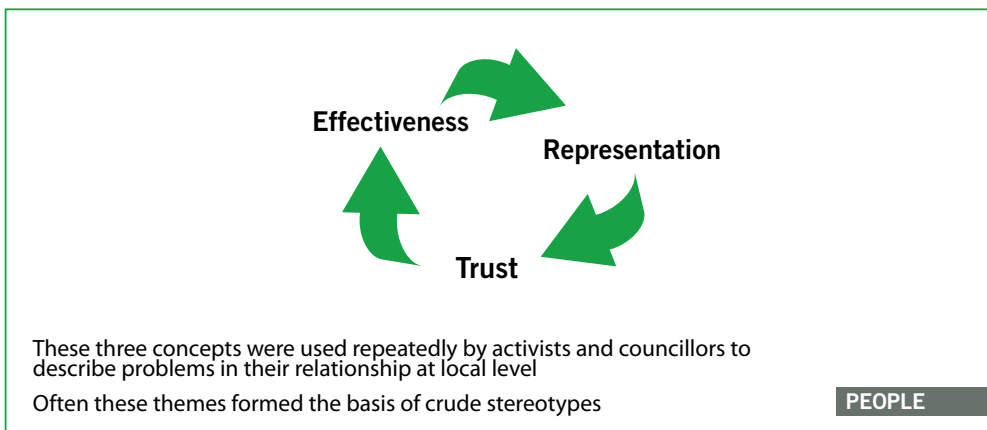 Effectiveness
Representation
Trust
These three concepts were used repeatedly by activists and councillors to
describe problems in their relationship at local level
Often these themes formed the basis of crude stereotypes
PEOPLE